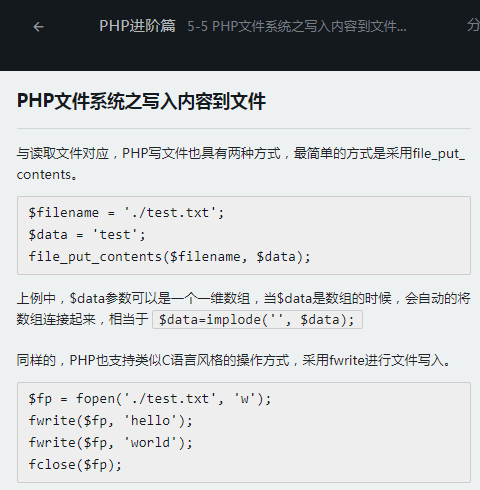 ← PHP进阶篇 5-5 PHP文件系统之写入内容到文件... 分
PHP文件系统之写入内容到文件
与读取文件对应，PHP写文件也具有两种方式，最简单的方式是采用file_put_
contents。
$filename = './test.txt';
$data = 'test';
file_put_contents($filename, $data);
上例中，$data参数可以是一个一维数组，当$data是数组的时候，会自动的将
数组连接起来，相当于 $data=implode('', $data);
同样的，PHP也支持类似C语言风格的操作方式，采用fwrite进行文件写入。
$fp = fopen('./test.txt', 'w');
fwrite($fp, 'hello');
fwrite($fp, 'world');
fclose($fp);